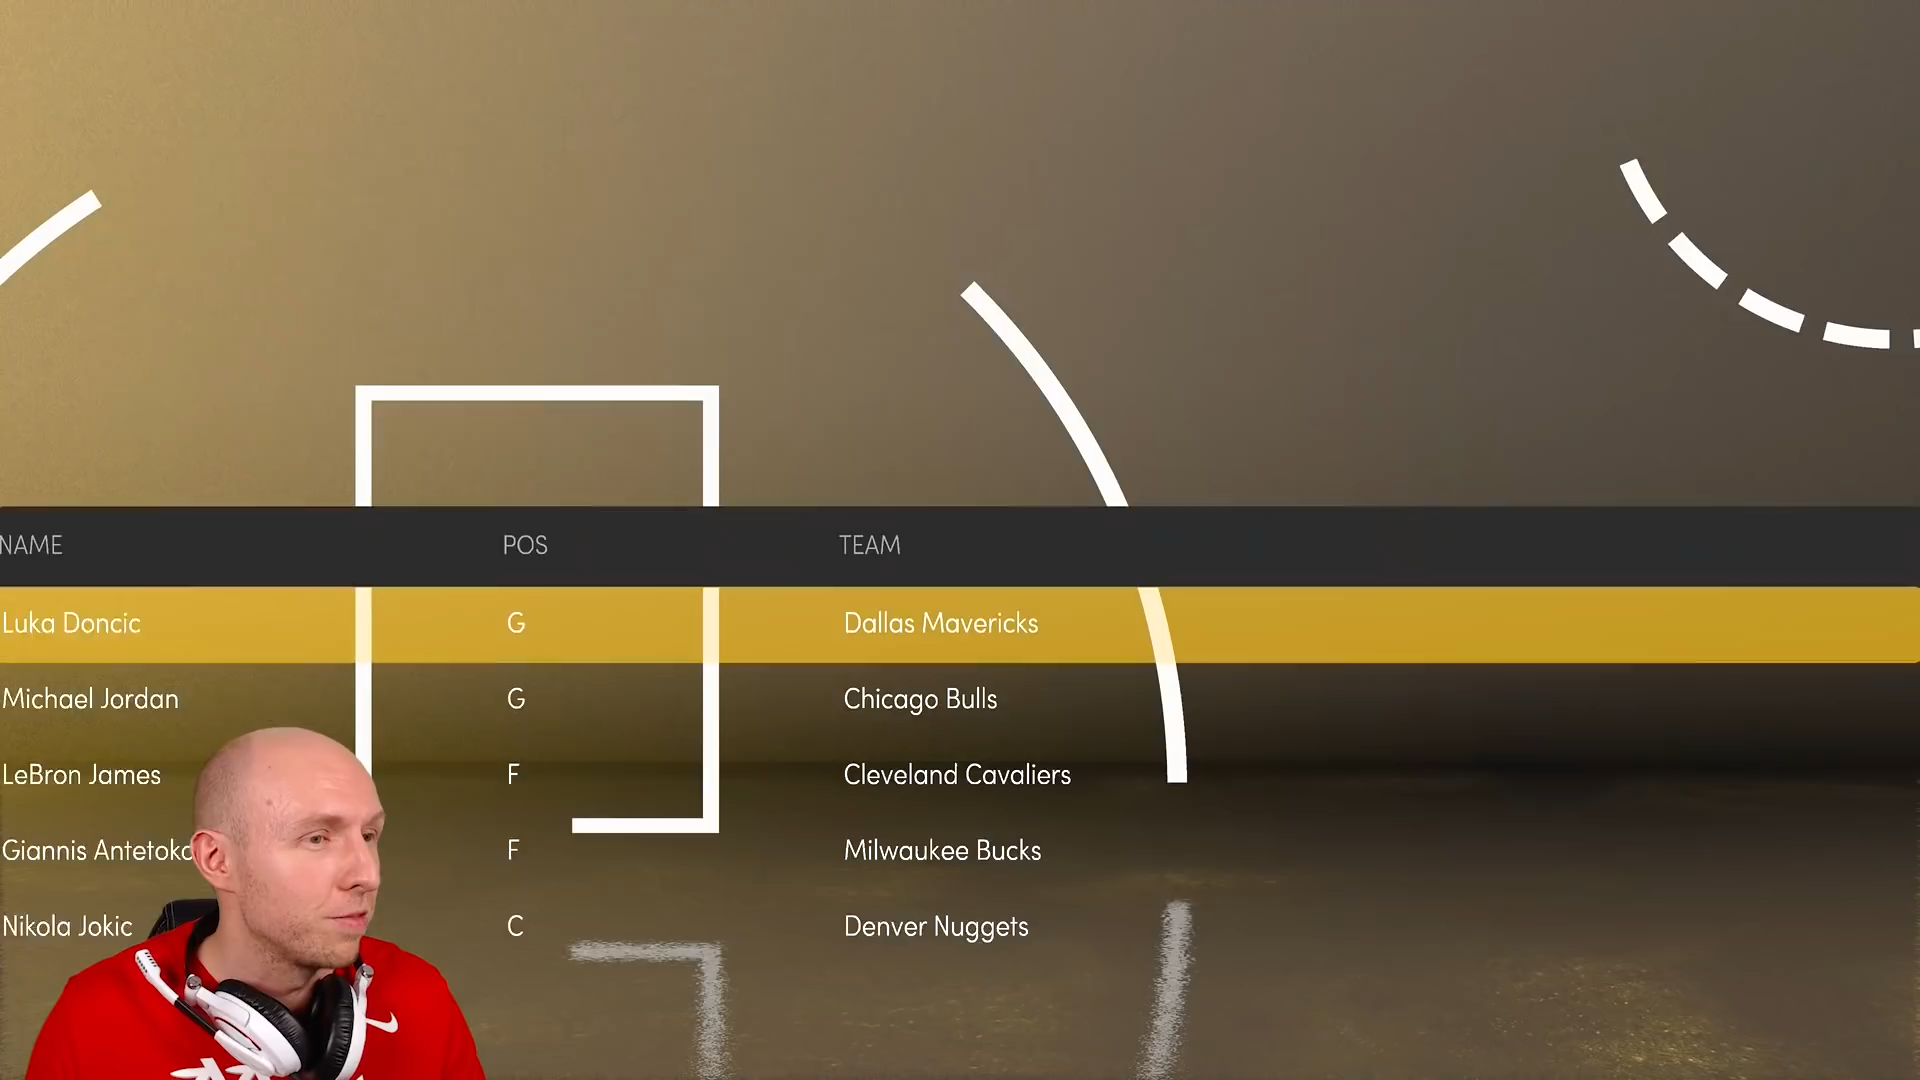 NAME POS TEAM
Luka Doncic G Dallas Mavericks
Michael Jordan G Chicago Bulls
LeBron James F Cleveland Cavaliers
Giannis F Milwaukee Bucks
Nikola Jokic C Denver Nuggets